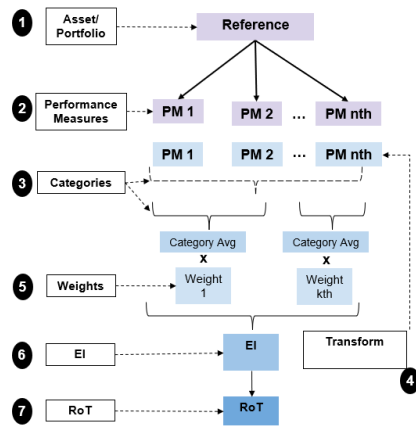 1
Asset/
Portfolio
Reference
2
Performance
Measures
PM 1
PM 2
...
PM nth
PM 1
PM 2
...
PM nth
3
Categories
Category Avg
Category Avg
x
x
5
Weights
Weight
1
Weight
kth
6
EI
EI
Transform
4
7
RoT
RoT